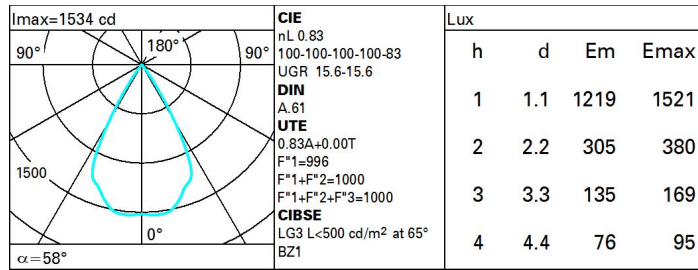 Imax=1534 cd
90°
180°
90°
1500
0°
α=58°
CIE
nL 0.83
100-100-100-100-83
UGR 15.6-15.6
DIN
A.61
UTE
0.83A+0.00T
F"1=996
F"1+F"2=1000
F"1+F"2+F"3=1000
CIBSE
LG3 L<500 cd/m² at 65°
BZ1
Lux
h d Em Emax
1 1.1 1219 1521
2 2.2 305 380
3 3.3 135 169
4 4.4 76 95